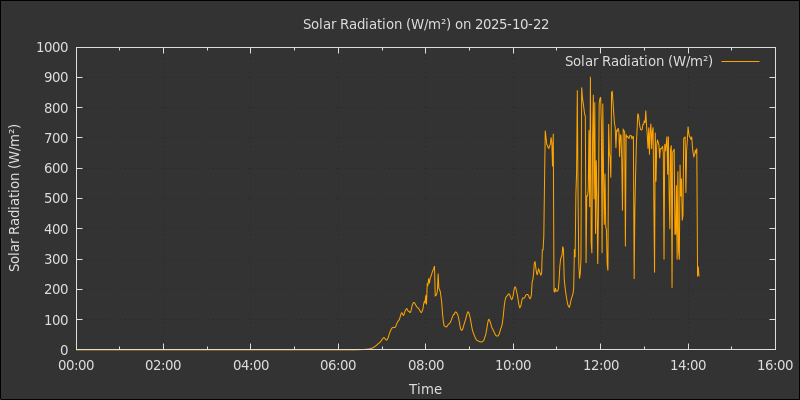 Solar Radiation (W/m²) on 2025-10-22
Solar Radiation (W/m²)
Solar Radiation (W/m²)
1000
900
800
700
600
500
400
300
200
100
0
00:00 02:00 04:00 06:00 08:00 10:00 12:00 14:00 16:00
Time